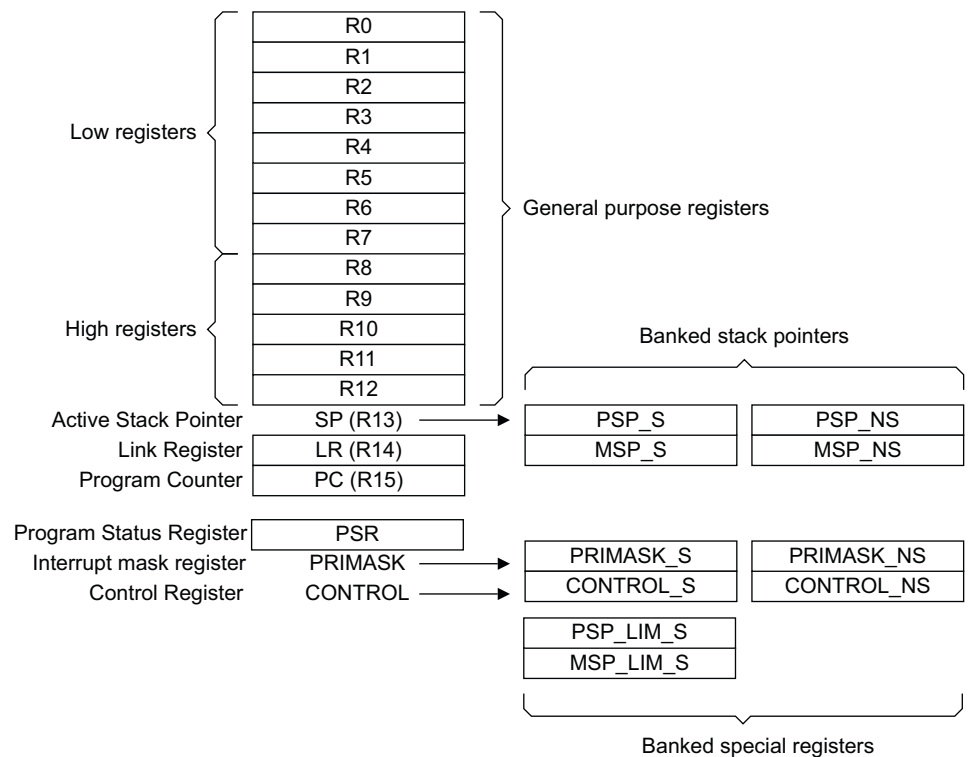 R0
R1
R2
R3
Low registers
R4
R5
R6
General purpose registers
R7
R8
R9
High registers
R10
Banked stack pointers
R11
R12
Active Stack Pointer SP (R13) PSP_S PSP_NS
Link Register LR (R14) MSP_S MSP_NS
Program Counter PC (R15)
Program Status Register PSR
Interrupt mask register PRIMASK PRIMASK_S PRIMASK_NS
Control Register CONTROL CONTROL_S CONTROL_NS
PSP_LIM_S
MSP_LIM_S
Banked special registers